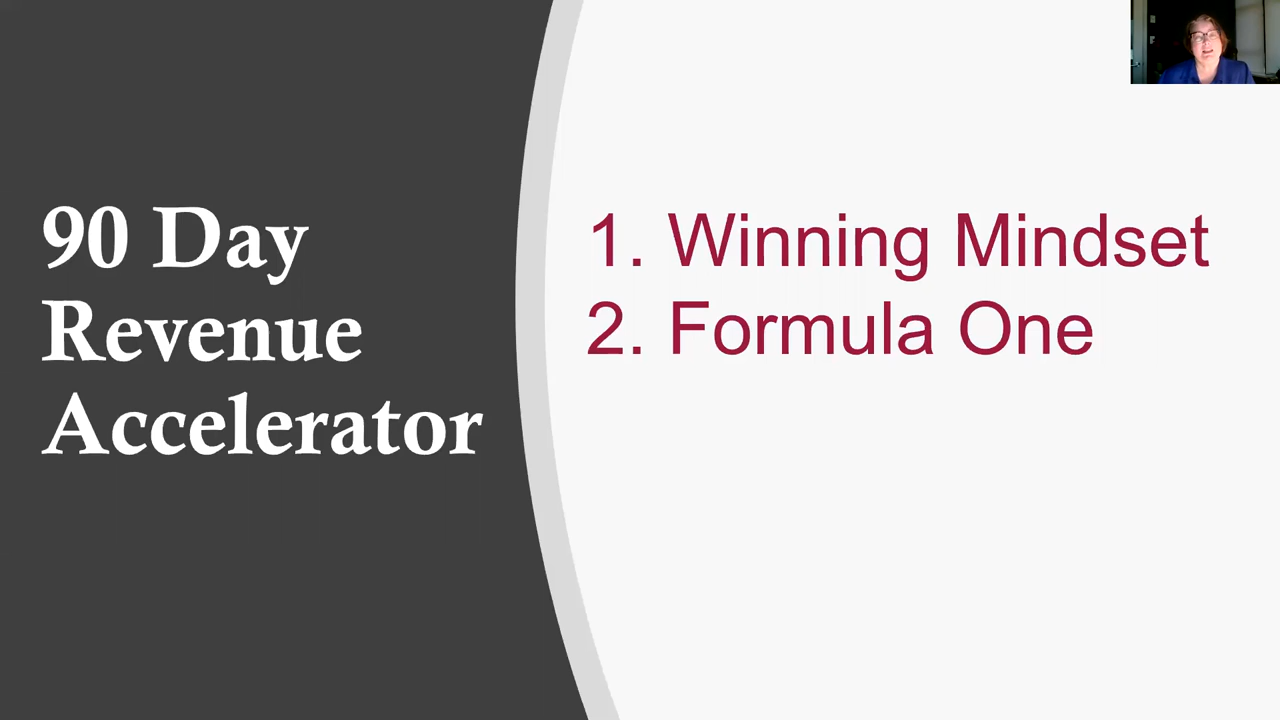 90 Day
Revenue
Accelerator
1. Winning Mindset
2. Formula One